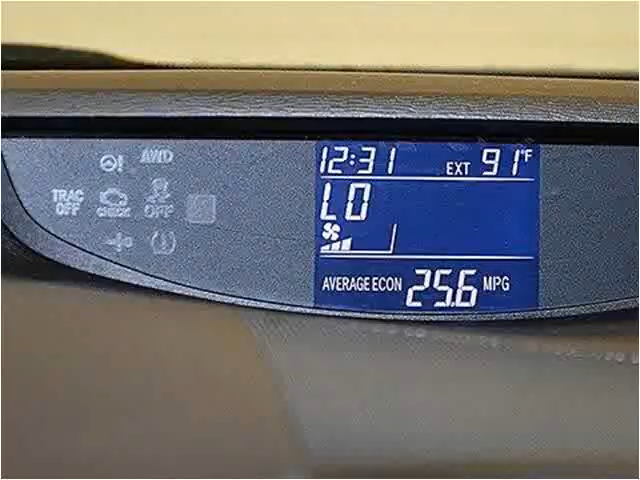 AWD
TRAC
OFF
CHECK
OFF
12:31 EXT 91°F
LO
AVERAGE ECON 25.6 MPG